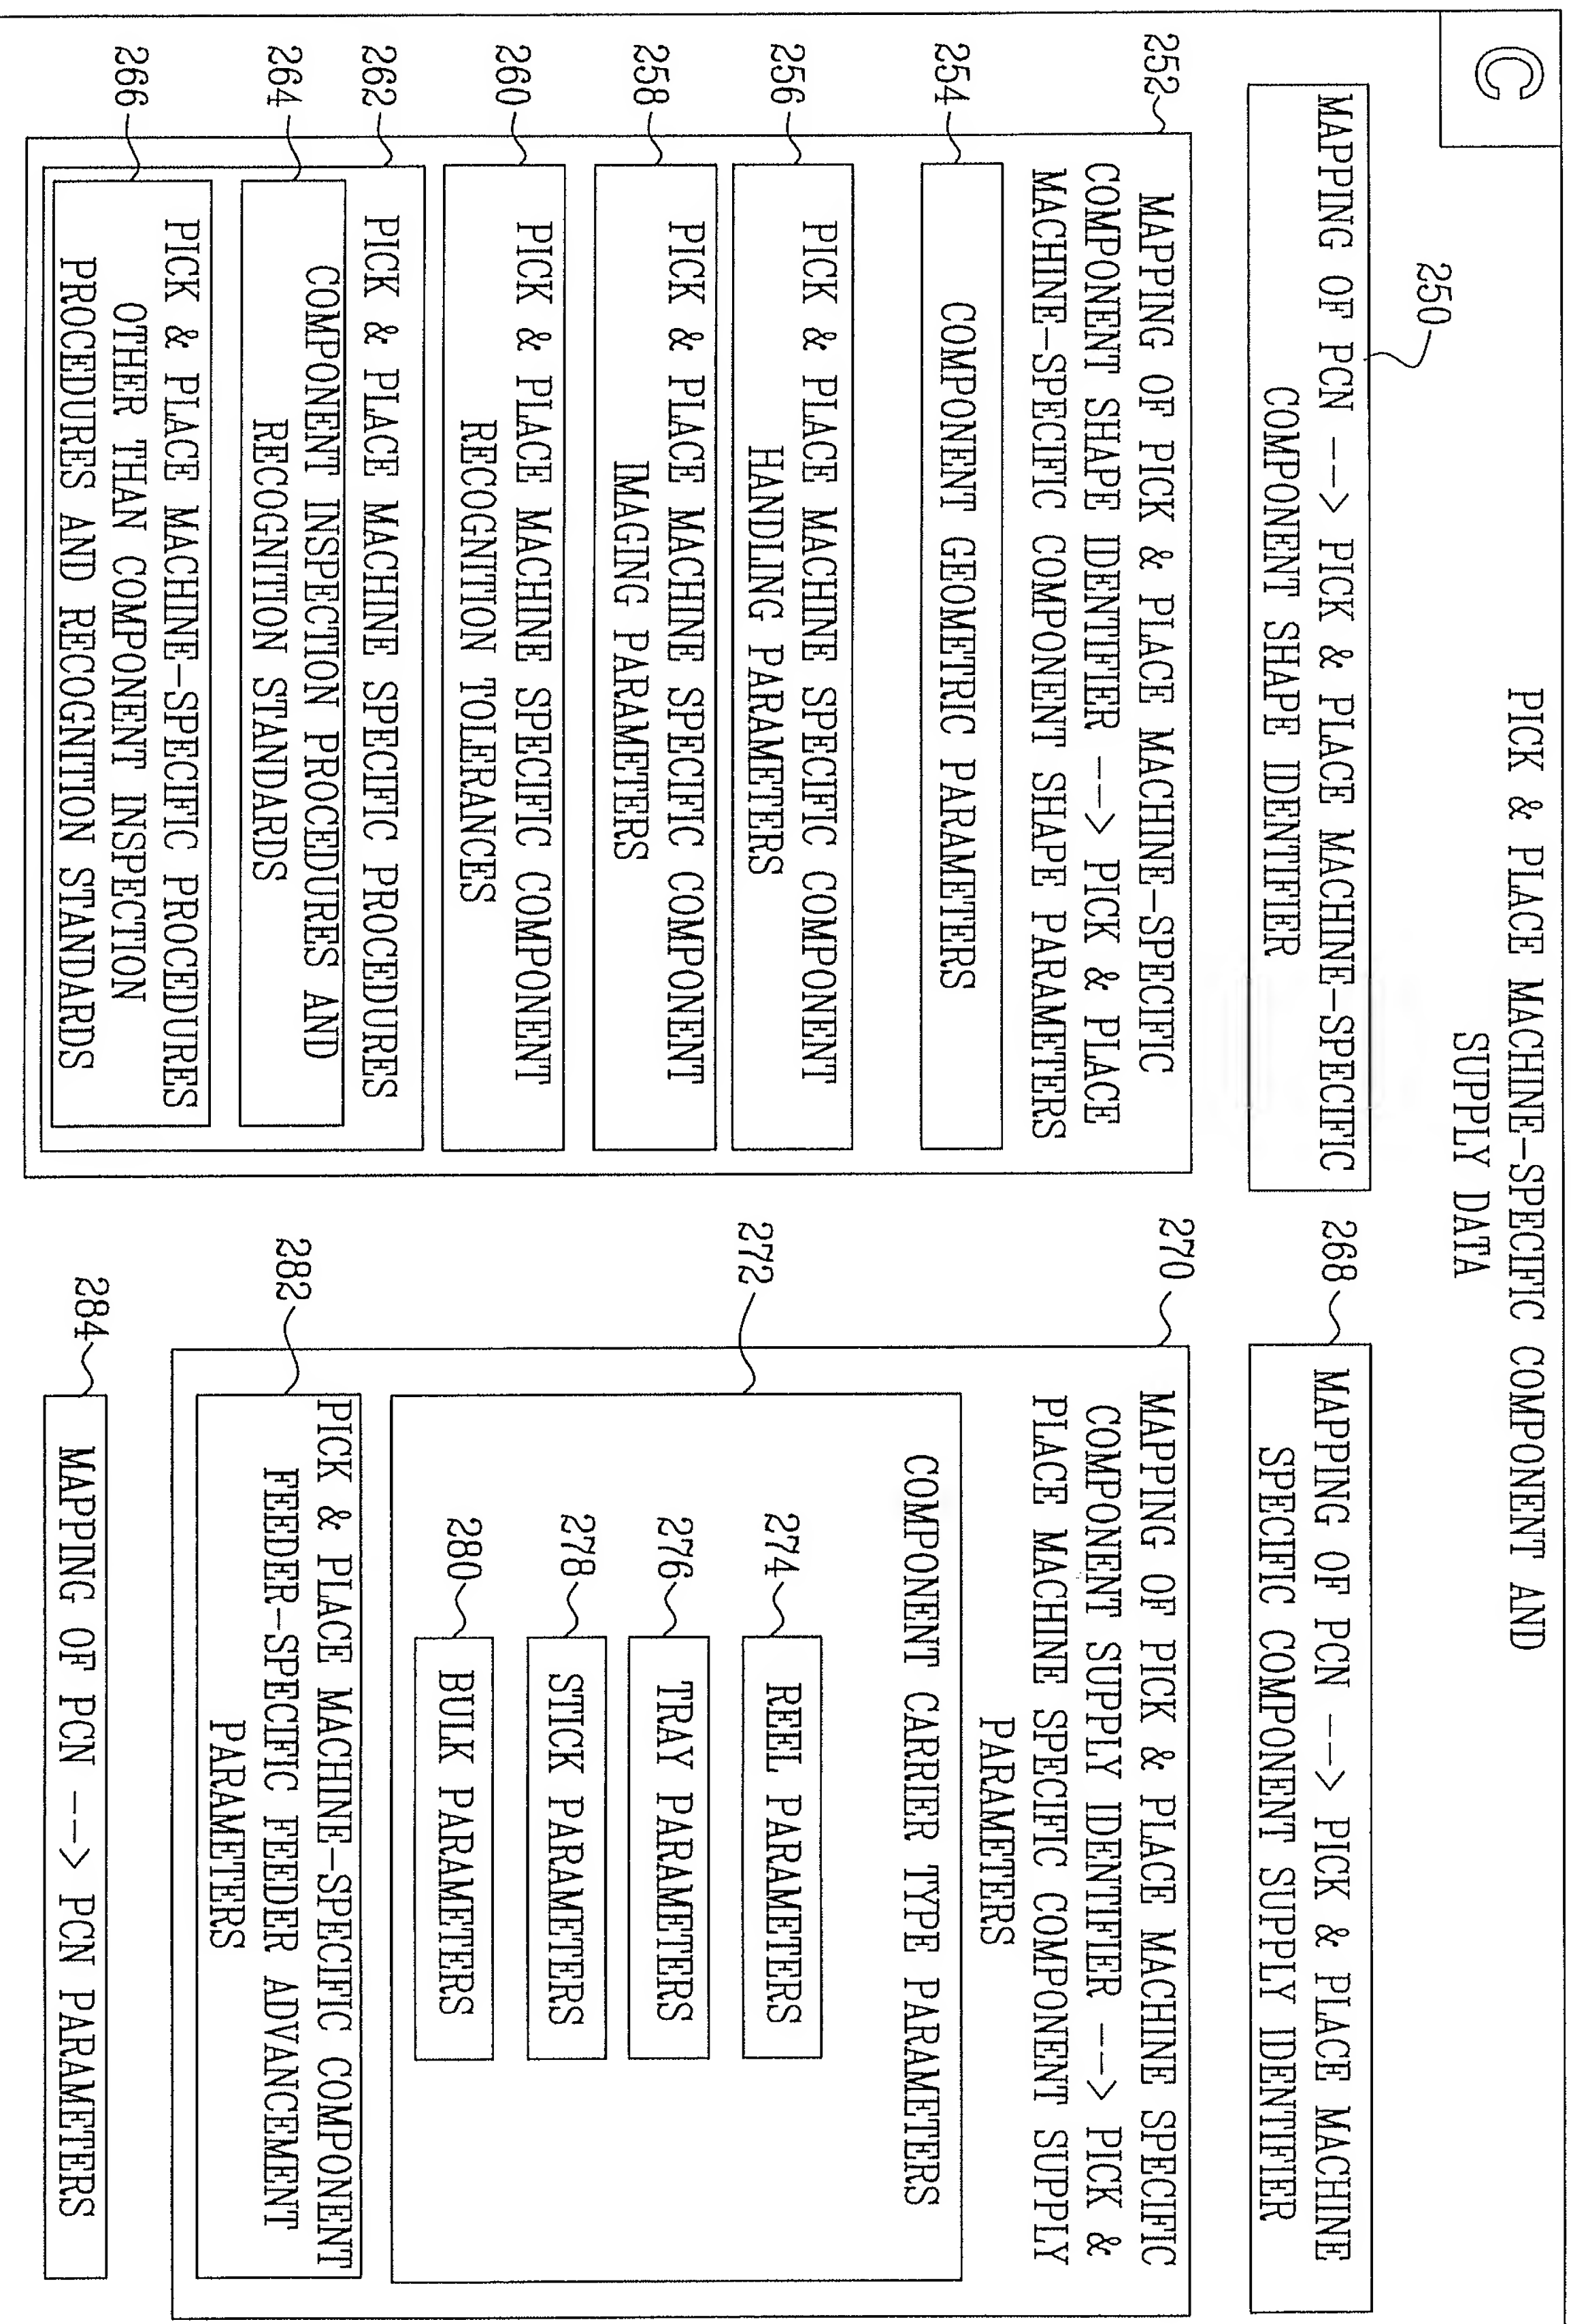 C
PICK & PLACE MACHINE-SPECIFIC COMPONENT AND
SUPPLY DATA
250
MAPPING OF PCN --> PICK & PLACE MACHINE-SPECIFIC
COMPONENT SHAPE IDENTIFIER
252
MAPPING OF PICK & PLACE MACHINE-SPECIFIC
COMPONENT SHAPE IDENTIFIER --> PICK & PLACE
MACHINE-SPECIFIC COMPONENT SHAPE PARAMETERS
254
COMPONENT GEOMETRIC PARAMETERS
256
PICK & PLACE MACHINE SPECIFIC COMPONENT
HANDLING PARAMETERS
258
PICK & PLACE MACHINE SPECIFIC COMPONENT
IMAGING PARAMETERS
260
PICK & PLACE MACHINE SPECIFIC COMPONENT
RECOGNITION TOLERANCES
262
PICK & PLACE MACHINE SPECIFIC PROCEDURES
264
COMPONENT INSPECTION PROCEDURES AND
RECOGNITION STANDARDS
266
PICK & PLACE MACHINE-SPECIFIC PROCEDURES
OTHER THAN COMPONENT INSPECTION
PROCEDURES AND RECOGNITION STANDARDS
268
MAPPING OF PCN --> PICK & PLACE MACHINE
SPECIFIC COMPONENT SUPPLY IDENTIFIER
270
MAPPING OF PICK & PLACE MACHINE SPECIFIC
COMPONENT SUPPLY IDENTIFIER --> PICK &
PLACE MACHINE SPECIFIC COMPONENT SUPPLY
PARAMETERS
272
COMPONENT CARRIER TYPE PARAMETERS
274
REEL PARAMETERS
276
TRAY PARAMETERS
278
STICK PARAMETERS
280
BULK PARAMETERS
282
PICK & PLACE MACHINE-SPECIFIC COMPONENT
FEEDER-SPECIFIC FEEDER ADVANCEMENT
PARAMETERS
284
MAPPING OF PCN --> PCN PARAMETERS